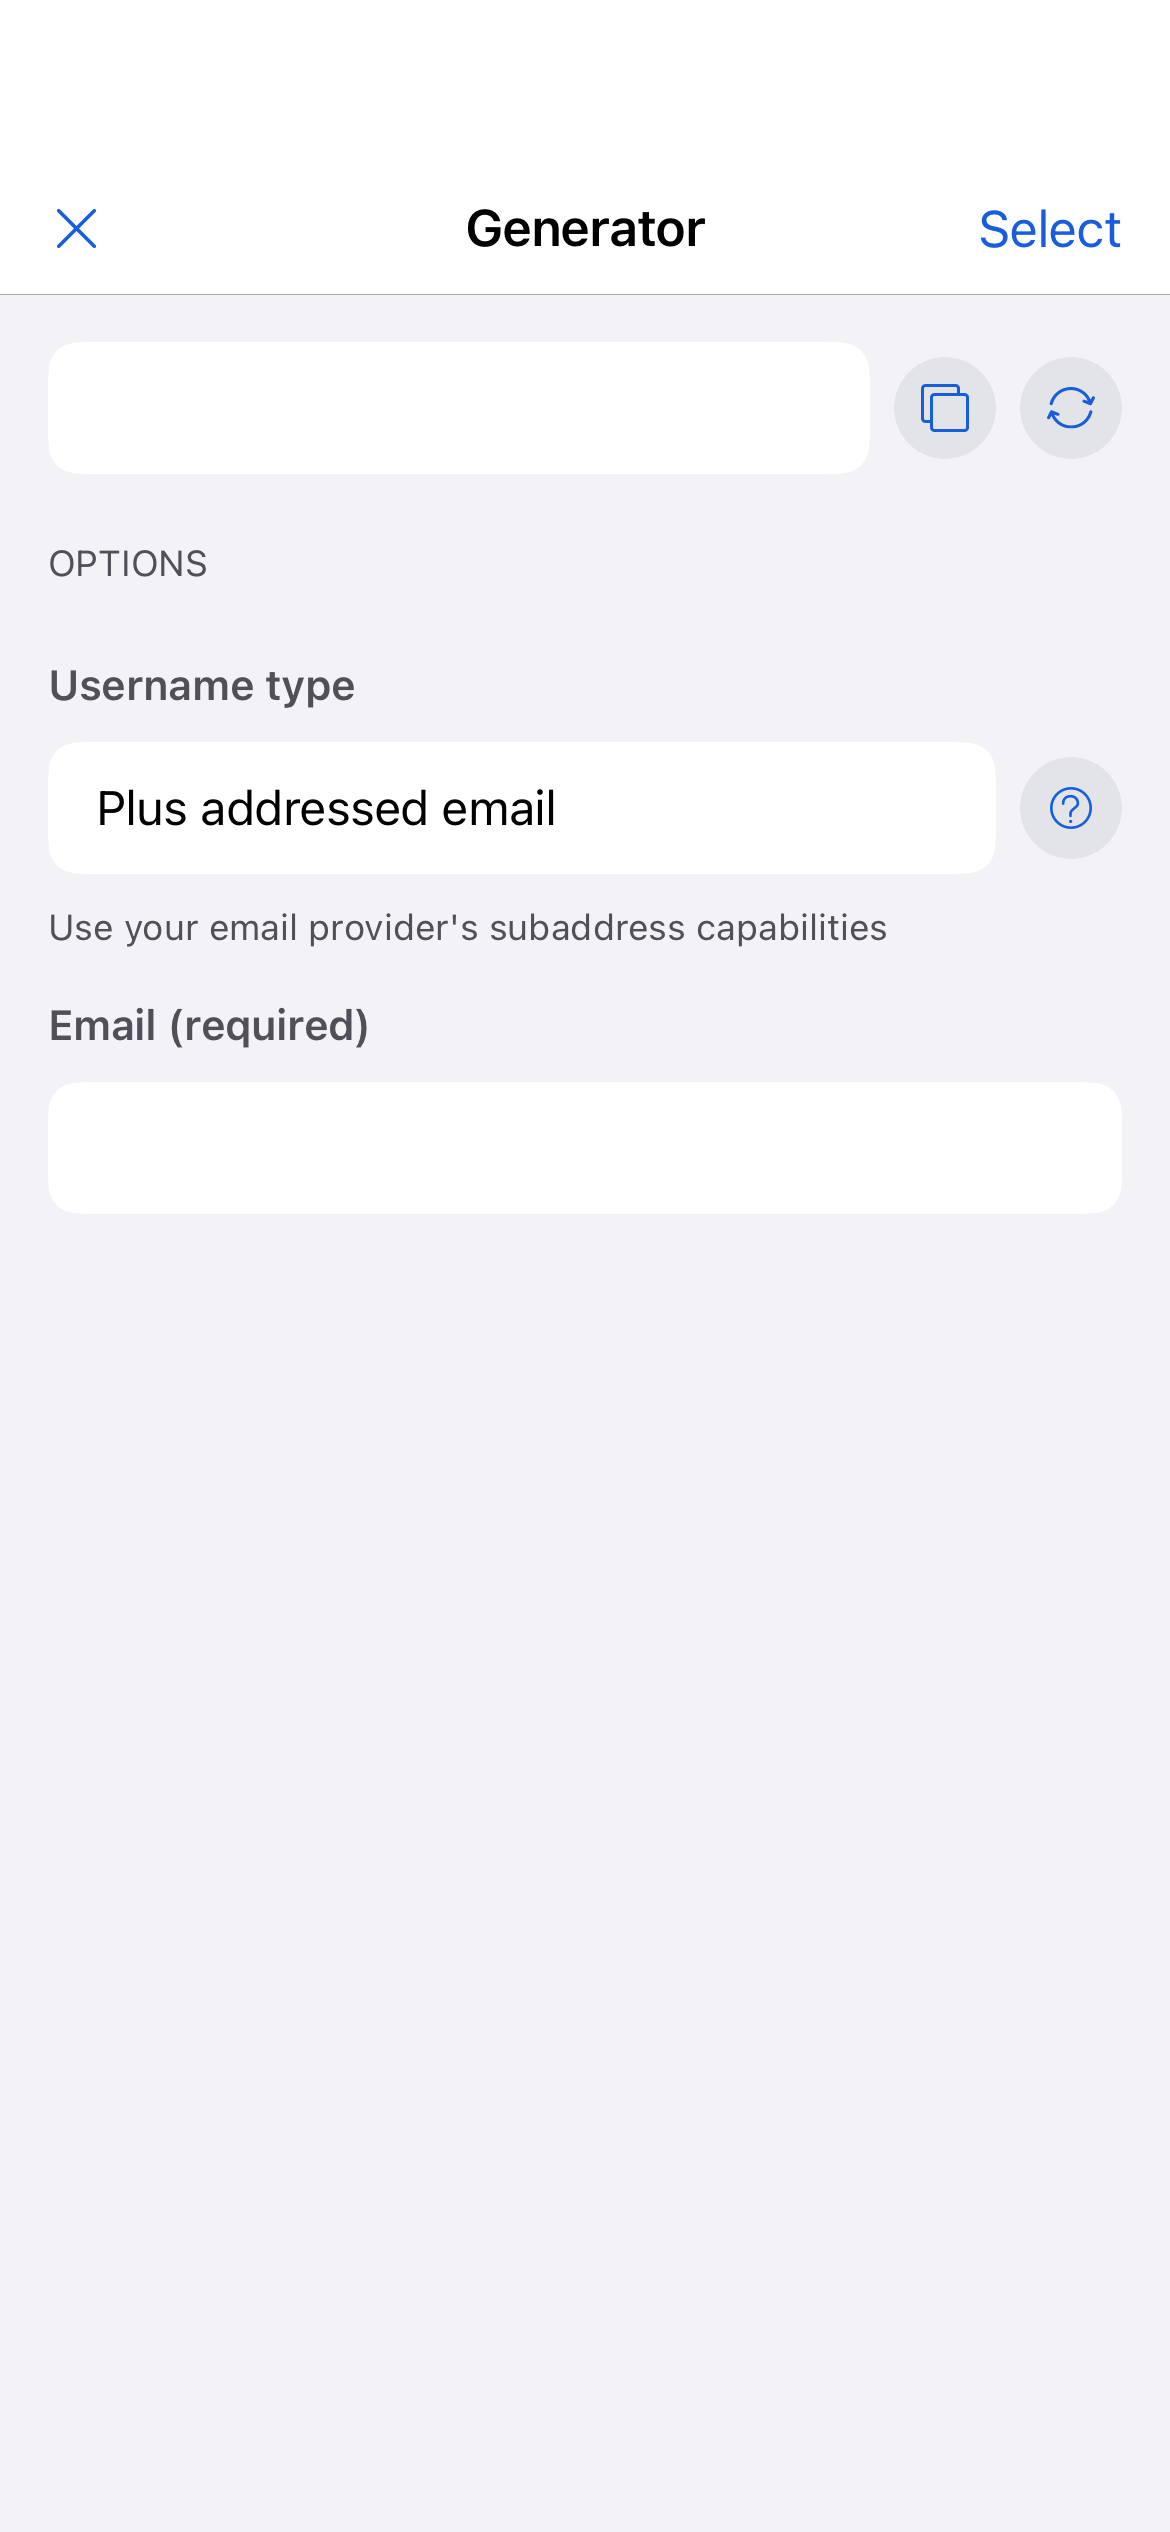 Generator
Select
OPTIONS
Username type
Plus addressed email
Use your email provider's subaddress capabilities
Email (required)